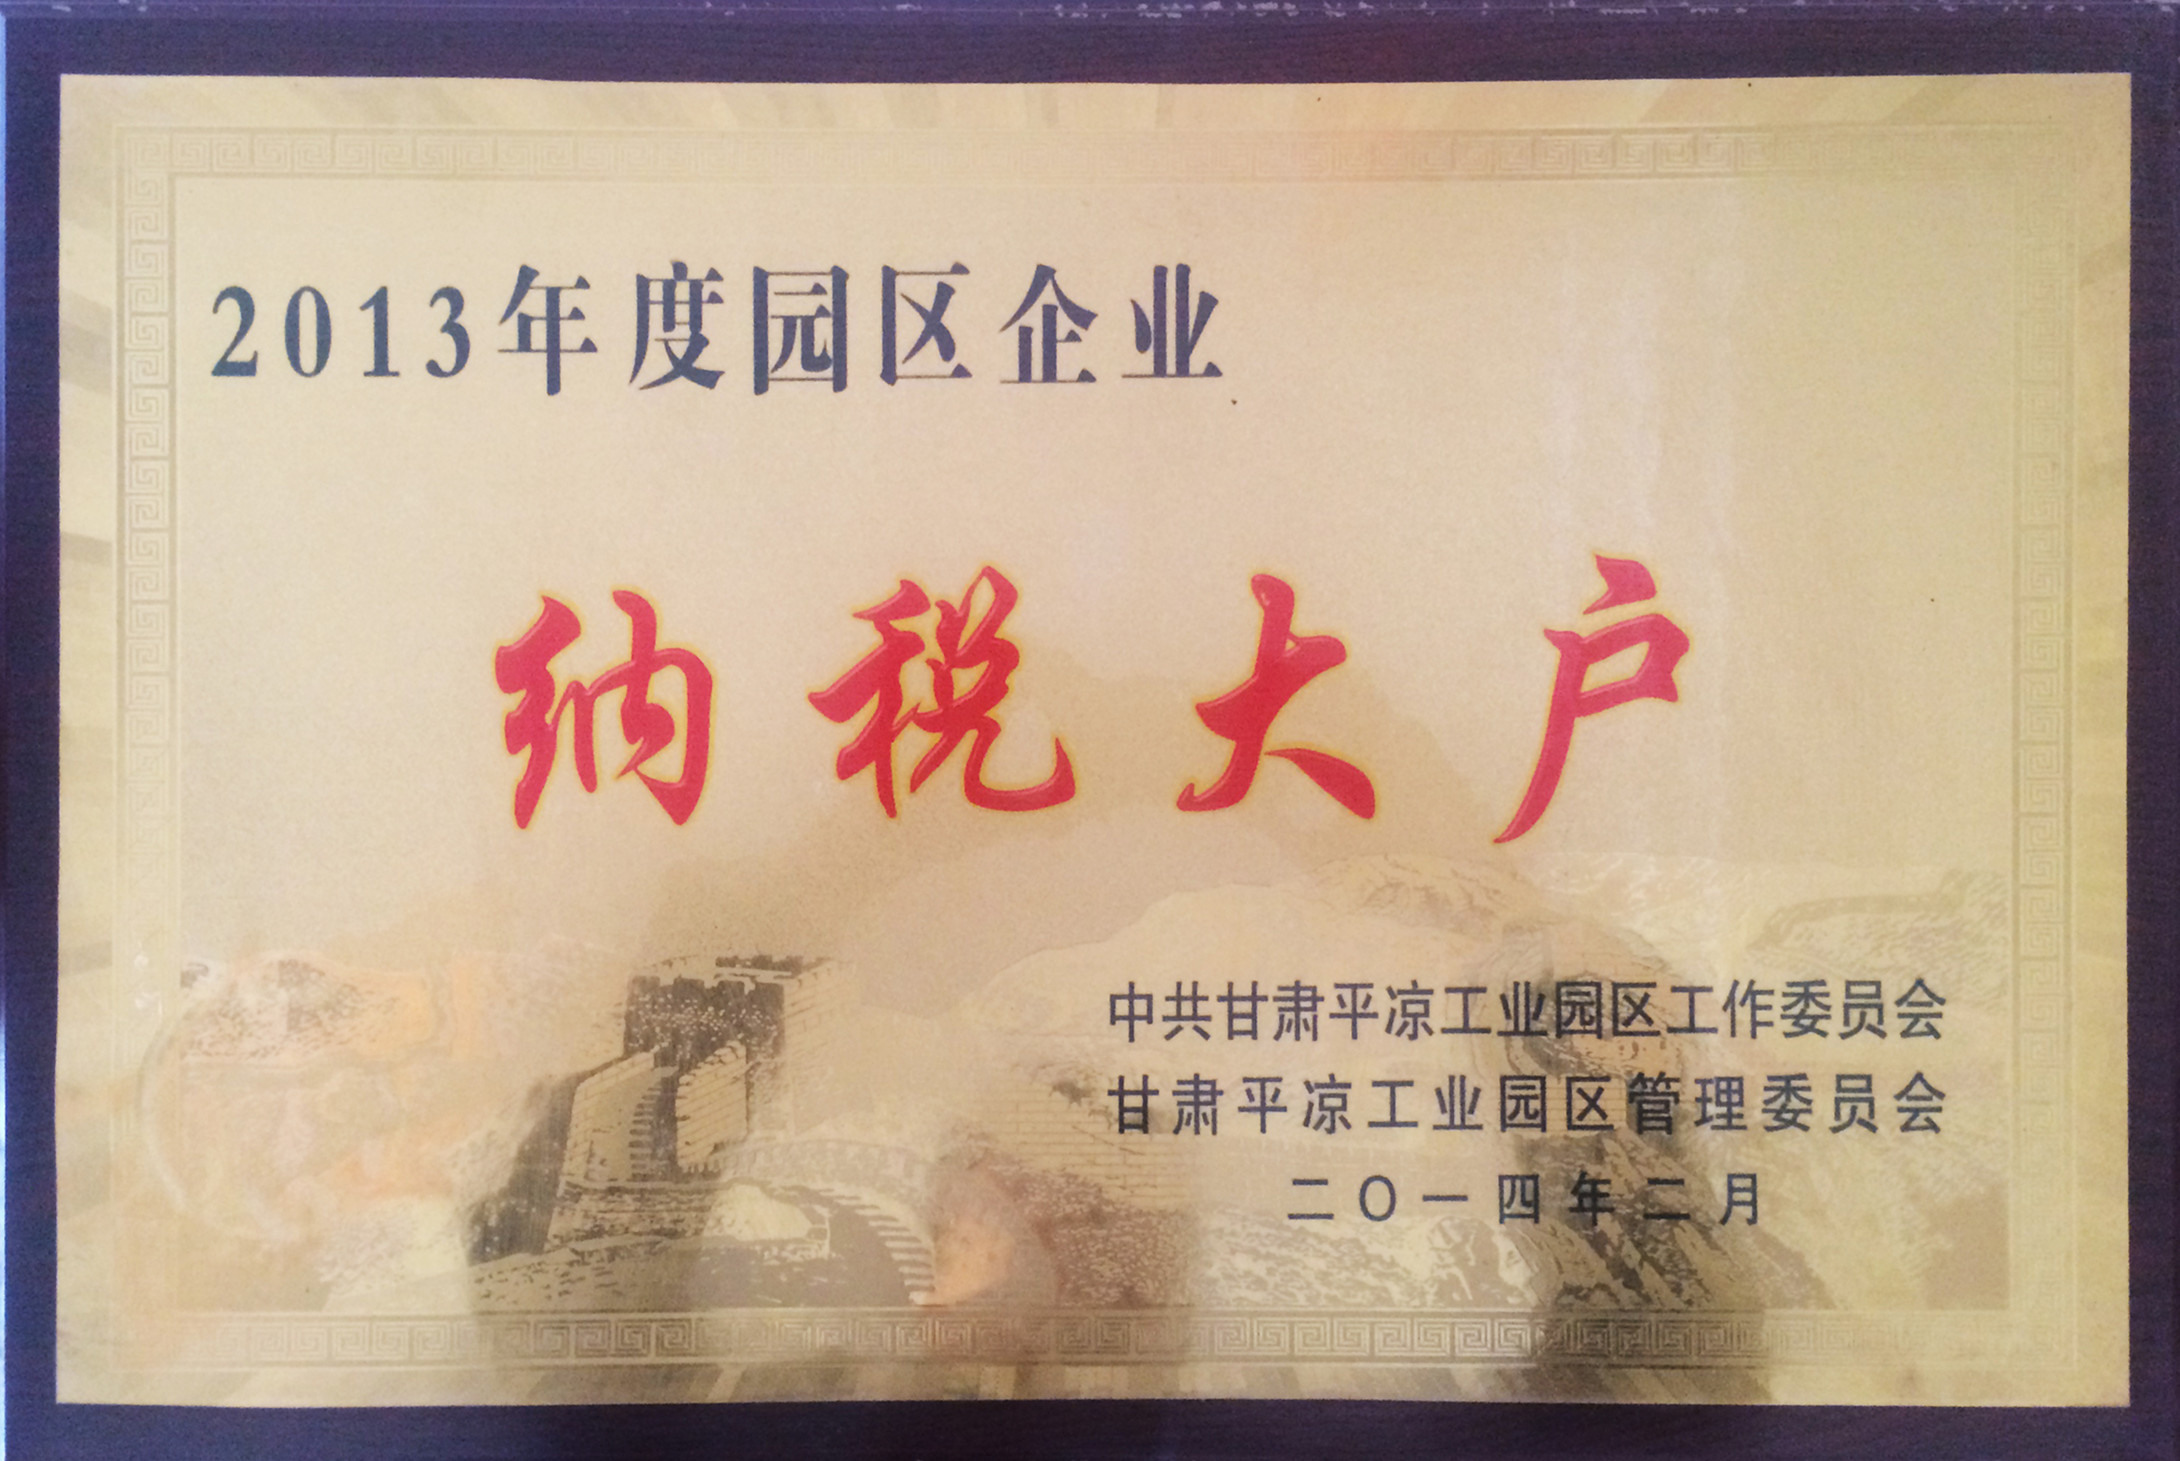 2013年度园区企业
纳税大户
中共甘肃平凉工业园区工作委员会
甘肃平凉工业园区管理委员会
二〇一四年二月